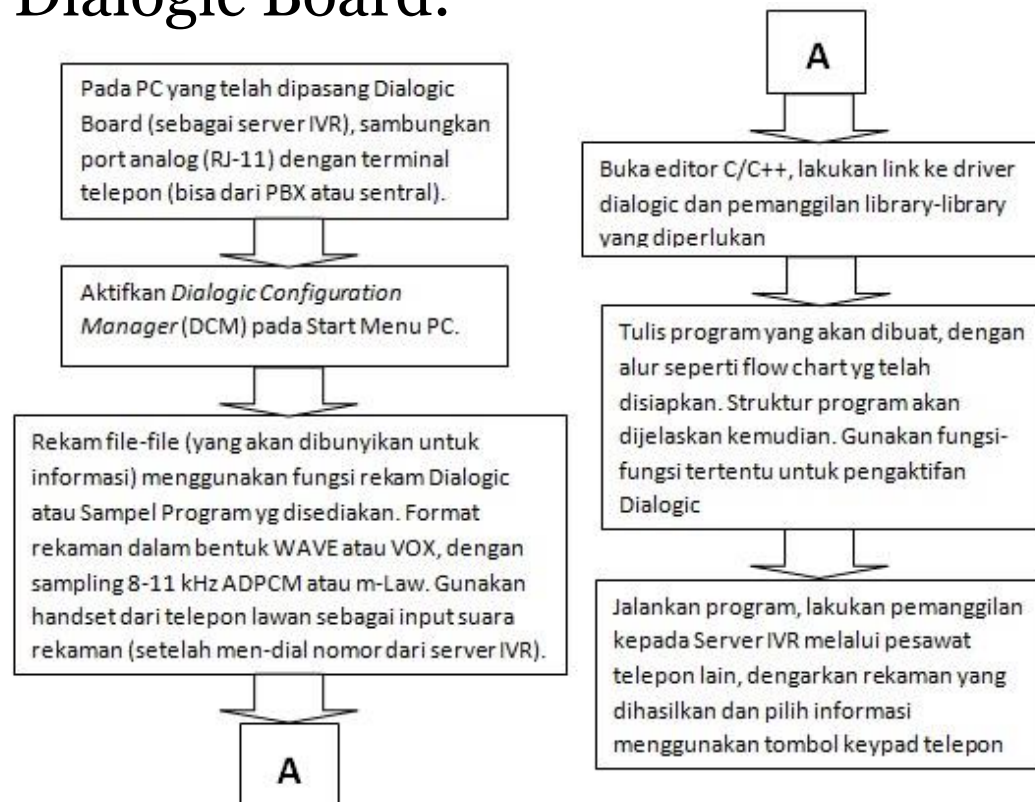 Dialogic Board.
Pada PC yang telah dipasang Dialogic
Board (sebagai server IVR), sambungkan
port analog (RJ-11) dengan terminal
telepon (bisa dari PBX atau sentral).
Aktifkan Dialogic Configuration
Manager (DCM) pada Start Menu PC.
Rekam file-file (yang akan dibunyikan untuk
informasi) menggunakan fungsi rekam Dialogic
atau Sampel Program yg disediakan. Format
rekaman dalam bentuk WAVE atau VOX, dengan
sampling 8-11 kHz ADPCM atau m-Law. Gunakan
handset dari telepon lawan sebagai input suara
rekaman (setelah men-dial nomor dari server IVR).
A
A
Buka editor C/C++, lakukan link ke driver
dialogic dan pemanggilan library-library
yang diperlukan
Tulis program yang akan dibuat, dengan
alur seperti flow chart yg telah
disiapkan. Struktur program akan
dijelaskan kemudian. Gunakan fungsi-
fungsi tertentu untuk pengaktifan
Dialogic
Jalankan program, lakukan pemanggilan
kepada Server IVR melalui pesawat
telepon lain, dengarkan rekaman yang
dihasilkan dan pilih informasi
menggunakan tombol keypad telepon